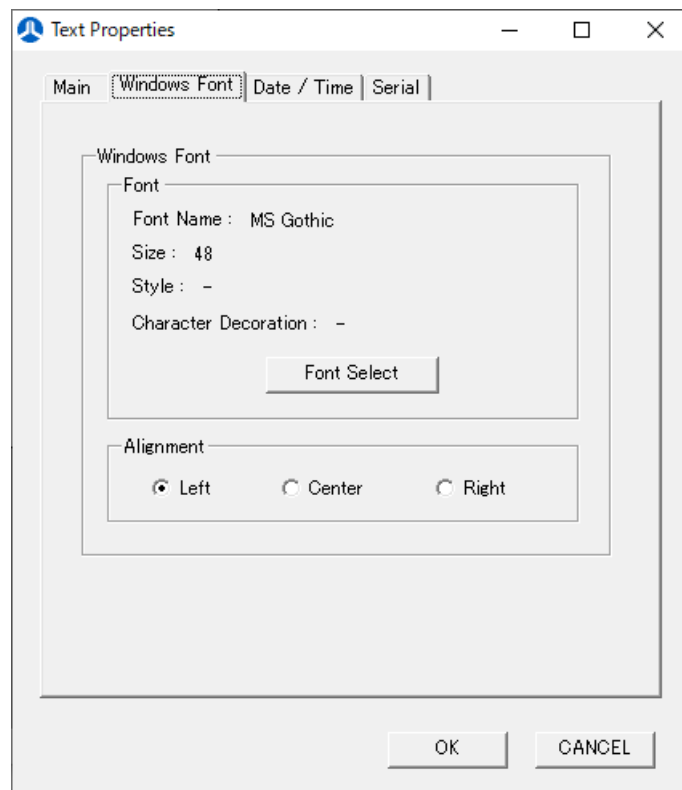 Text Properties
Main Windows Font Date / Time Serial
Windows Font
Font
Font Name : MS Gothic
Size : 48
Style : -
Character Decoration : -
Font Select
Alignment
Left Center Right
OK CANCEL